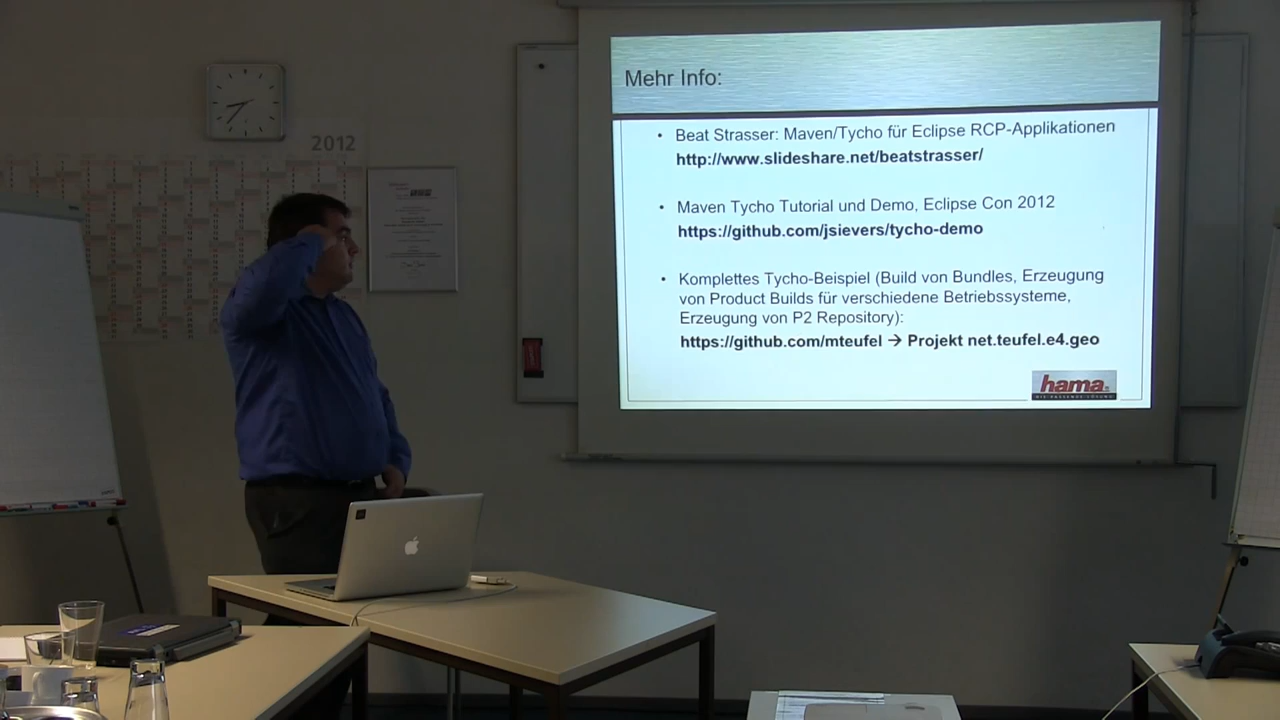 2012
Mehr Info:
• Beat Strasser: Maven/Tycho für Eclipse RCP-Applikationen
http://www.slideshare.net/beatstrasser/
• Maven Tycho Tutorial und Demo, Eclipse Con 2012
https://github.com/jsievers/tycho-demo
• Komplettes Tycho-Beispiel (Build von Bundles, Erzeugung
von Product Builds für verschiedene Betriebssysteme,
Erzeugung von P2 Repository):
https://github.com/mteufel → Projekt net.teufel.e4.geo
hama.
DIE PASSENDE LÖSUNG